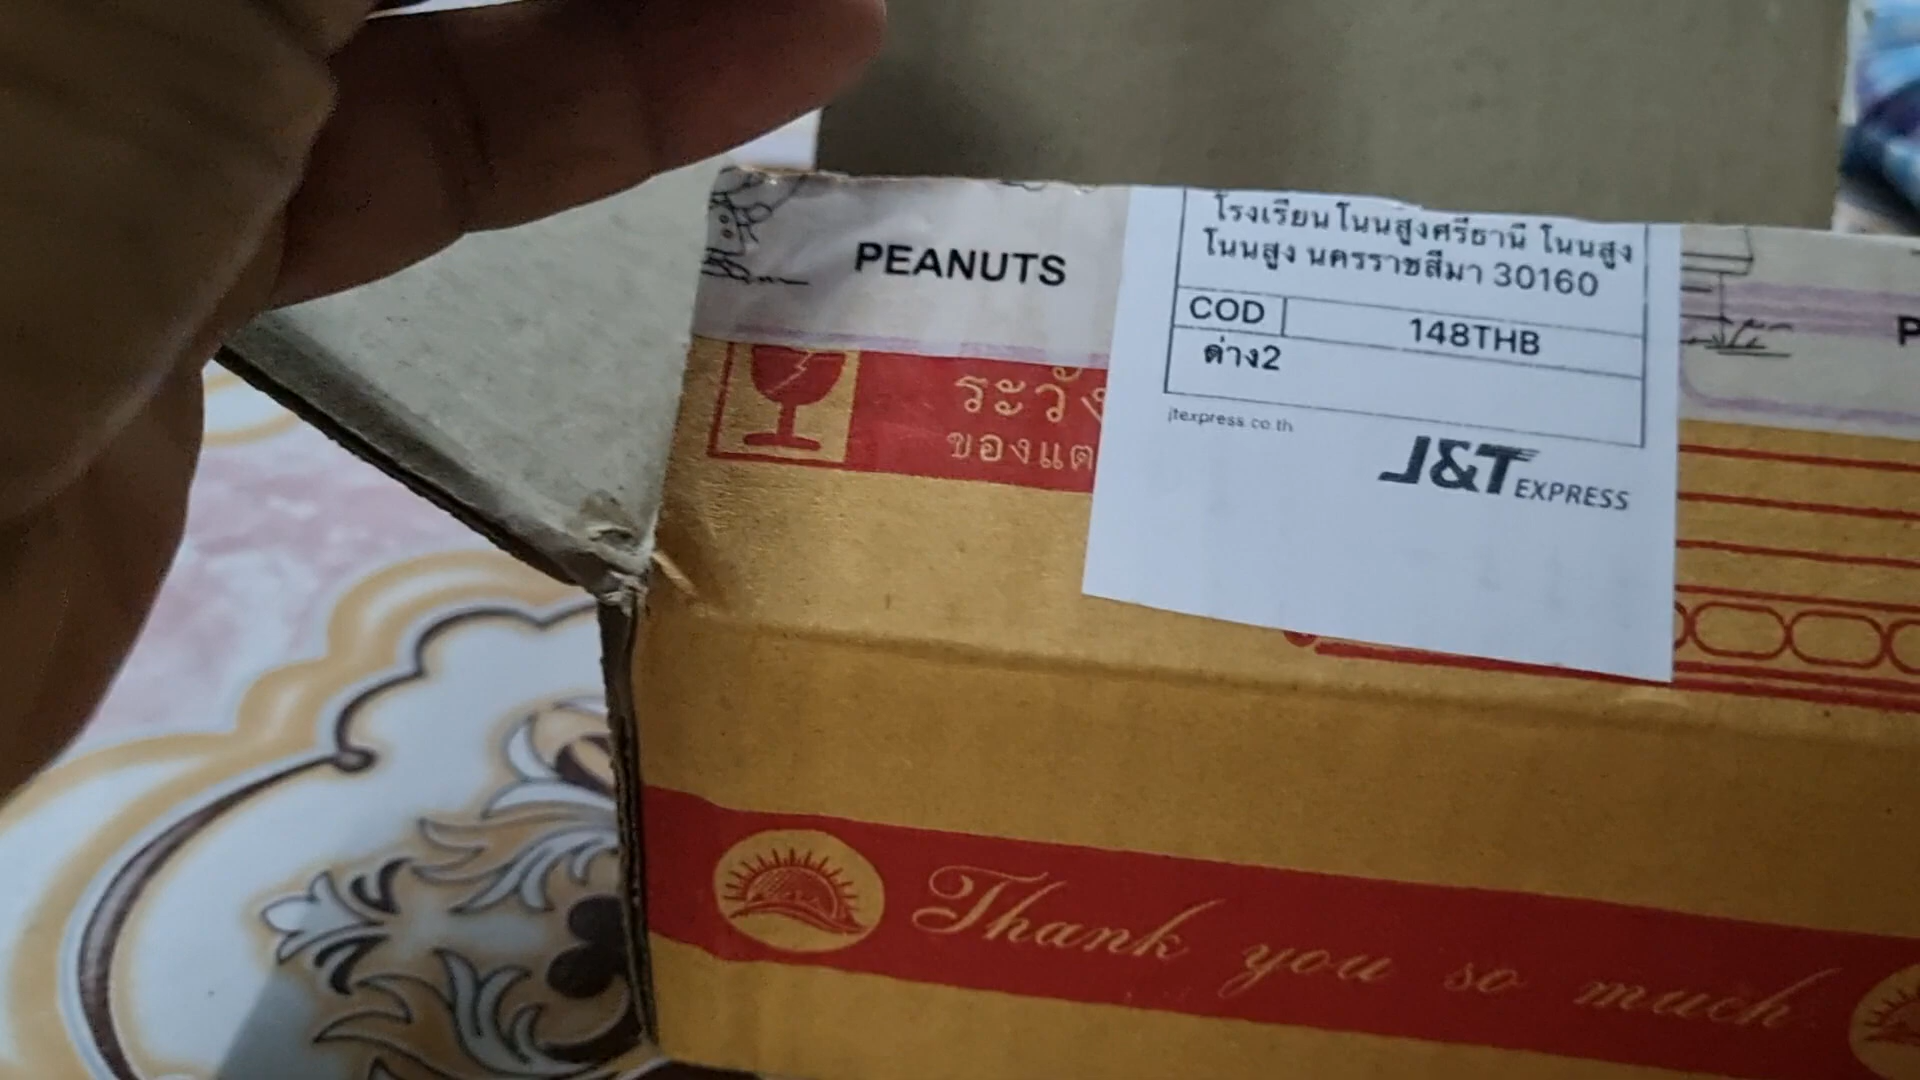 โรงเรียนโนนสูงศรีธานี โนนสูง
โนนสูง นครราชสีมา 30160
PEANUTS
COD 148THB
ด่าง2
ระวัง
ของแต
jtexpress.co.th
J&T EXPRESS
P
Thank you so much